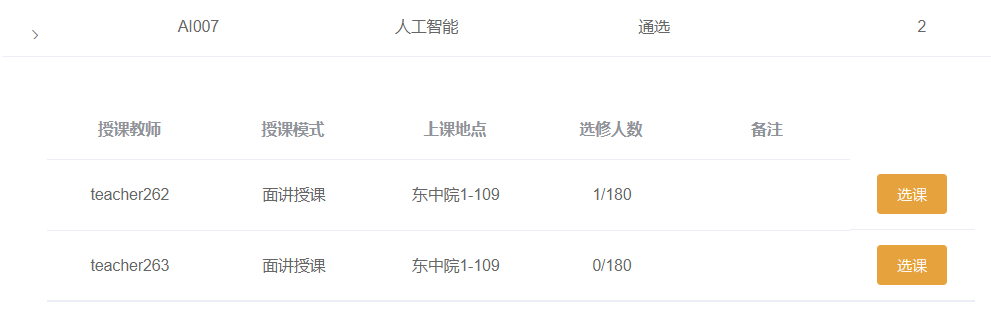 AI007 人工智能 通选 2
授课教师 授课模式 上课地点 选修人数 备注
teacher262 面讲授课 东中院1-109 1/180 选课
teacher263 面讲授课 东中院1-109 0/180 选课